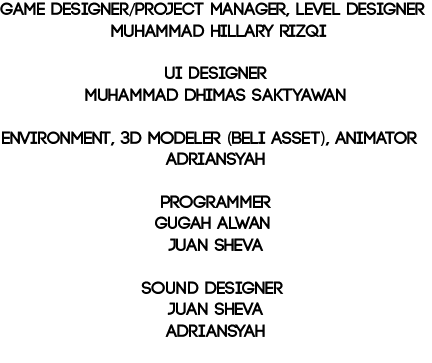 GAME DESIGNER/PROJECT MANAGER, LEVEL DESIGNER
MUHAMMAD HILLARY RIZQI
UI DESIGNER
MUHAMMAD DHIMAS SAKTYAWAN
ENVIRONMENT, 3D MODELER (BELI ASSET), ANIMATOR
ADRIANSYAH
PROGRAMMER
GUGAH ALWAN
JUAN SHEVA
SOUND DESIGNER
JUAN SHEVA
ADRIANSYAH